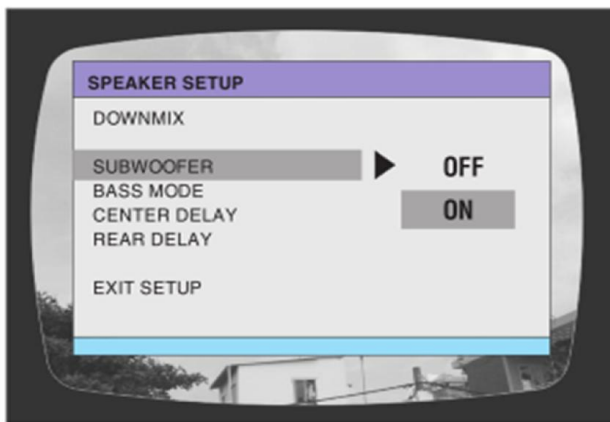 SPEAKER SETUP
DOWNMIX
SUBWOOFER
OFF
BASS MODE
ON
CENTER DELAY
REAR DELAY
EXIT SETUP